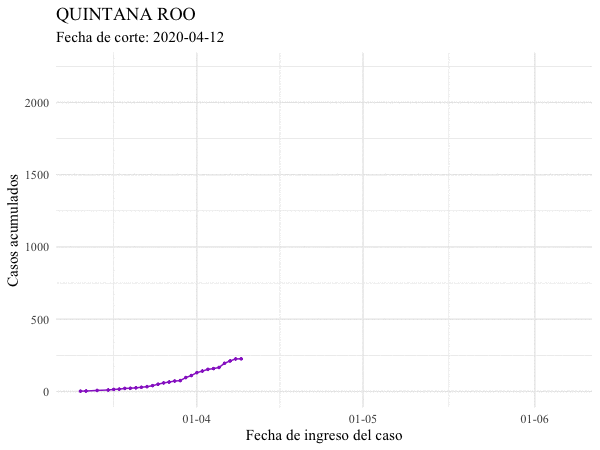 QUINTANA ROO
Fecha de corte: 2020-04-12
Casos acumulados
2000
1500
1000
500
0
01-04 01-05 01-06
Fecha de ingreso del caso